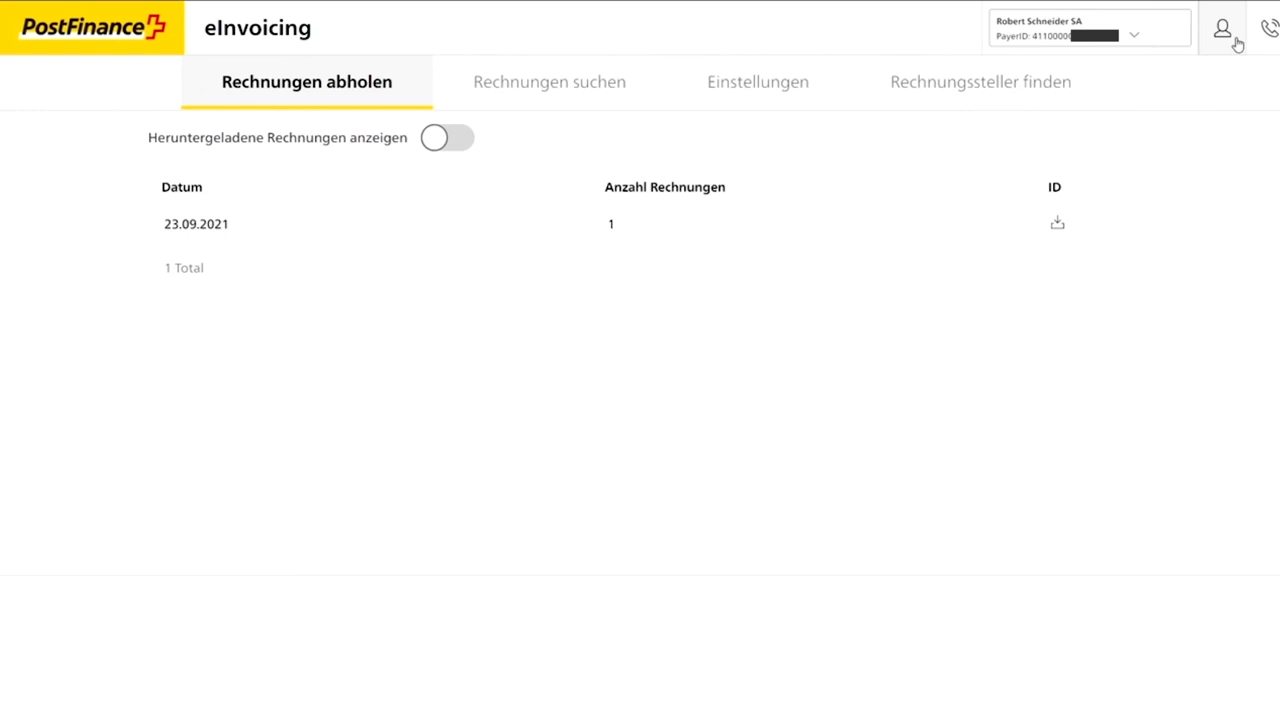 PostFinance
eInvoicing
Robert Schneider SA
PayerID: 41100000
Rechnungen abholen
Rechnungen suchen
Einstellungen
Rechnungssteller finden
Heruntergeladene Rechnungen anzeigen
Datum
Anzahl Rechnungen
ID
23.09.2021
1
1 Total